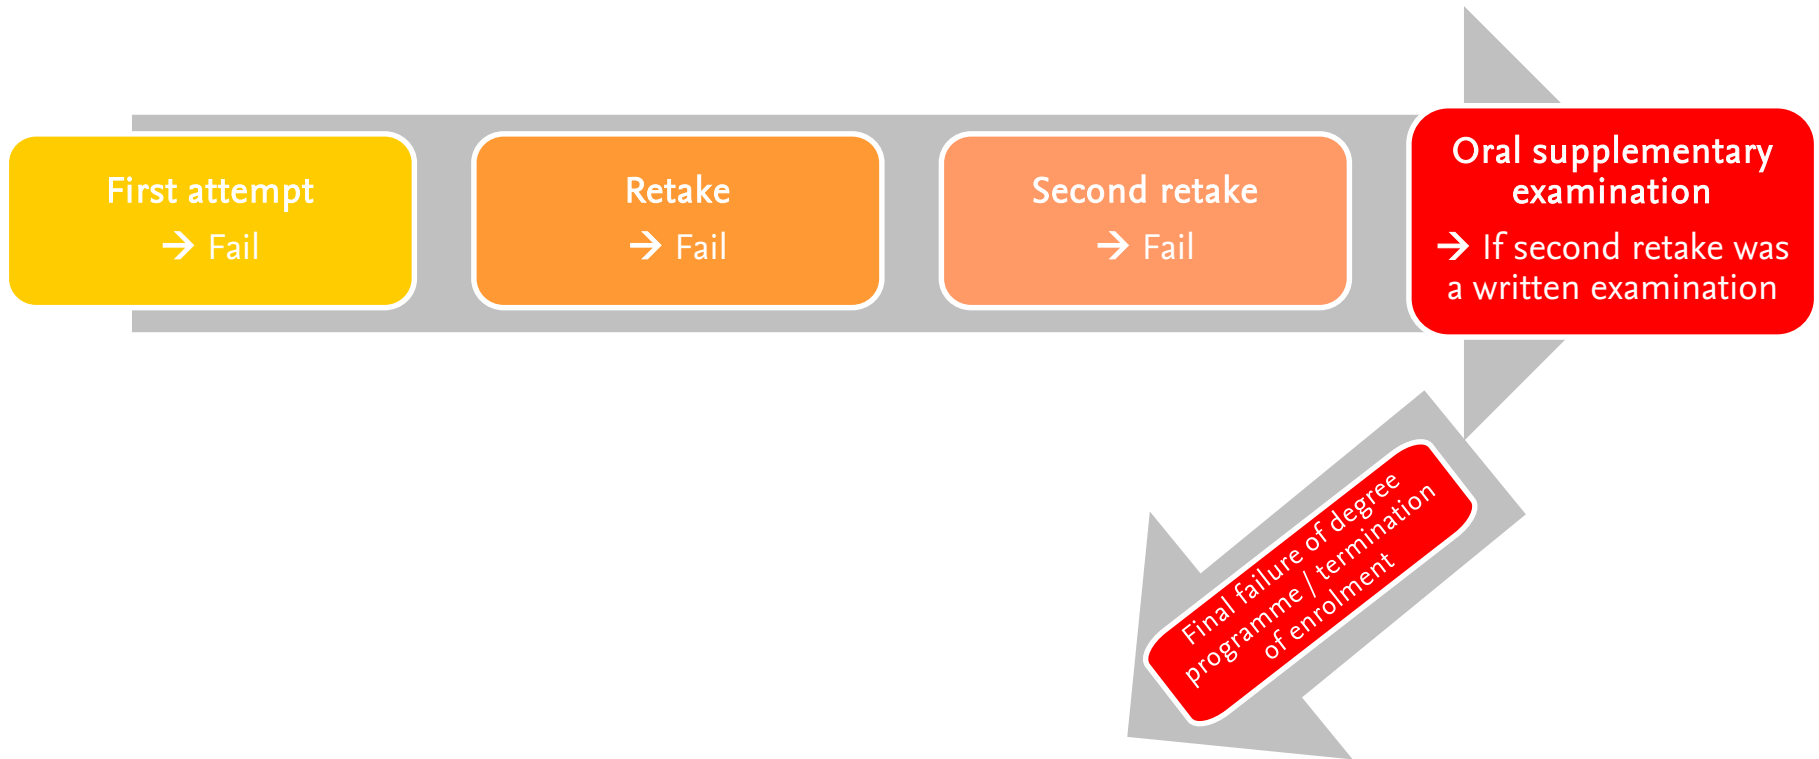 First attempt
→ Fail
Retake
→ Fail
Second retake
→ Fail
Oral supplementary
examination
→ If second retake was
a written examination
Final failure of degree
programme / termination
of enrolment